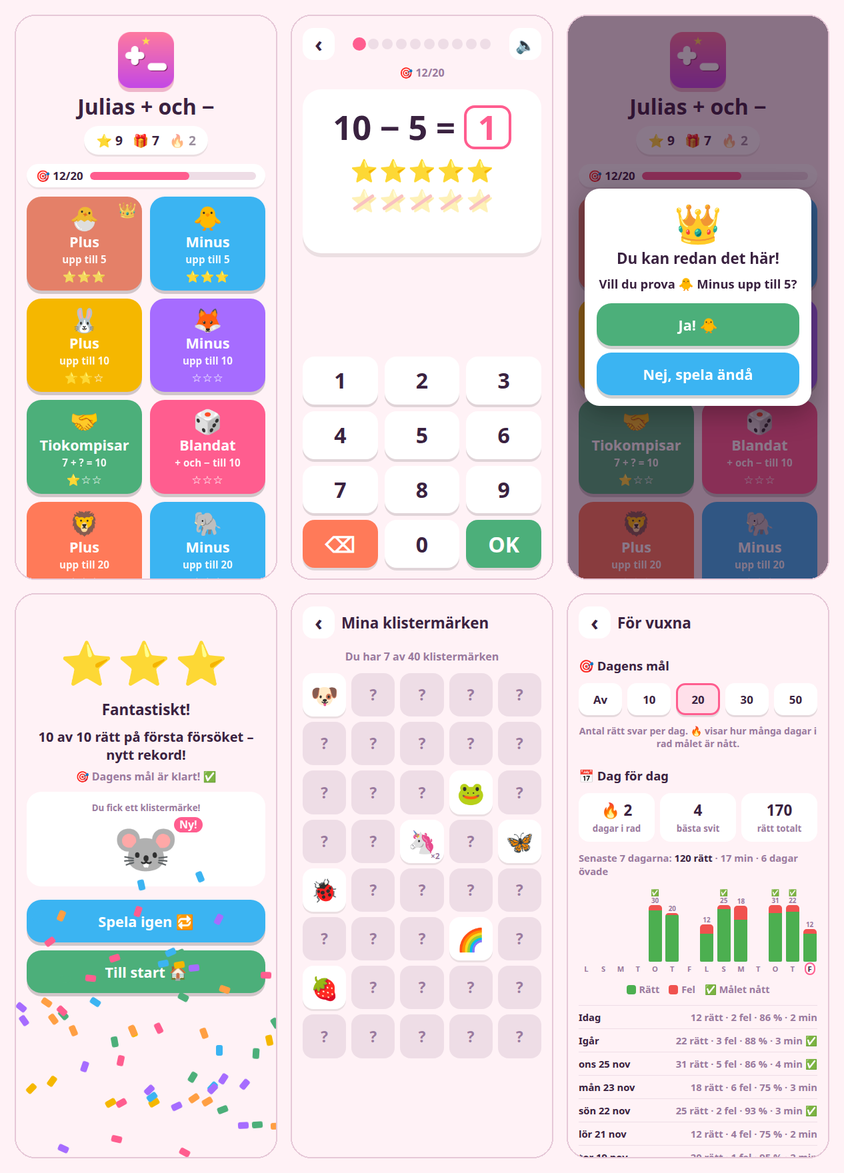 Julias + och −
⭐ 9 🎁 7 🔥 2
🎯 12/20
Plus
upp till 5
Minus
upp till 5
Plus
upp till 10
Minus
upp till 10
Tiokompisar
7 + ? = 10
Blandat
+ och − till 10
Plus
upp till 20
Minus
upp till 20
🎯 12/20
10 − 5 = 1
1 2 3
4 5 6
7 8 9
⌫ 0 OK
Julias + och −
⭐ 9 🎁 7 🔥 2
🎯 12/20
Du kan redan det här!
Vill du prova 🐥 Minus upp till 5?
Ja! 🐥
Nej, spela ändå
Tiokompisar
7 + ? = 10
Blandat
+ och − till 10
Plus
upp till 20
Minus
upp till 20
Fantastiskt!
10 av 10 rätt på första försöket –
nytt rekord!
🎯 Dagens mål är klart! ✅
Du fick ett klistermärke!
Ny!
Spela igen 🔁
Till start 🏠
Mina klistermärken
Du har 7 av 40 klistermärken
? ? ? ?
? ? ? ? ?
? ? ? ?
? ? ×2 ?
? ? ? ?
? ? ? ?
? ? ? ?
? ? ? ? ?
För vuxna
🎯 Dagens mål
Av 10 20 30 50
Antal rätt svar per dag. 🔥 visar hur många dagar i
rad målet är nått.
📅 Dag för dag
🔥 2 4 170
dagar i rad bästa svit rätt totalt
Senaste 7 dagarna: 120 rätt · 17 min · 6 dagar
övade
30 20 12 25 18 31 22 12
L S M T O T F L S M T O T F
Rätt Fel ✅ Målet nått
Idag 12 rätt · 2 fel · 86 % · 2 min
Igår 22 rätt · 3 fel · 88 % · 3 min ✅
ons 25 nov 31 rätt · 5 fel · 86 % · 4 min ✅
mån 23 nov 18 rätt · 6 fel · 75 % · 3 min
sön 22 nov 25 rätt · 2 fel · 93 % · 3 min ✅
lör 21 nov 12 rätt · 4 fel · 75 % · 2 min